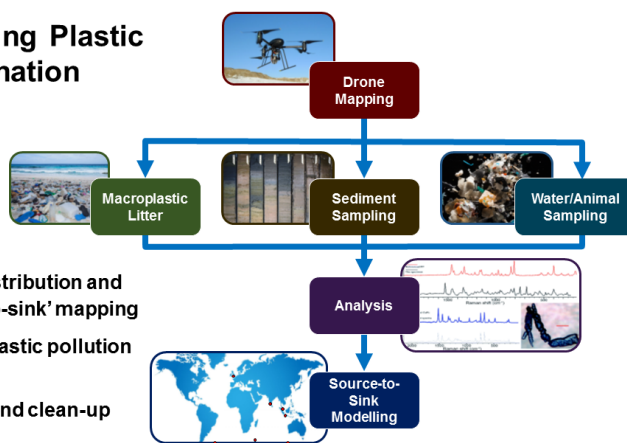 ng Plastic
nation
Drone
Mapping
Macroplastic
Litter
Sediment
Sampling
Water/Animal
Sampling
stribution and
-sink' mapping
Analysis
astic pollution
Source-to-
Sink
Modelling
nd clean-up